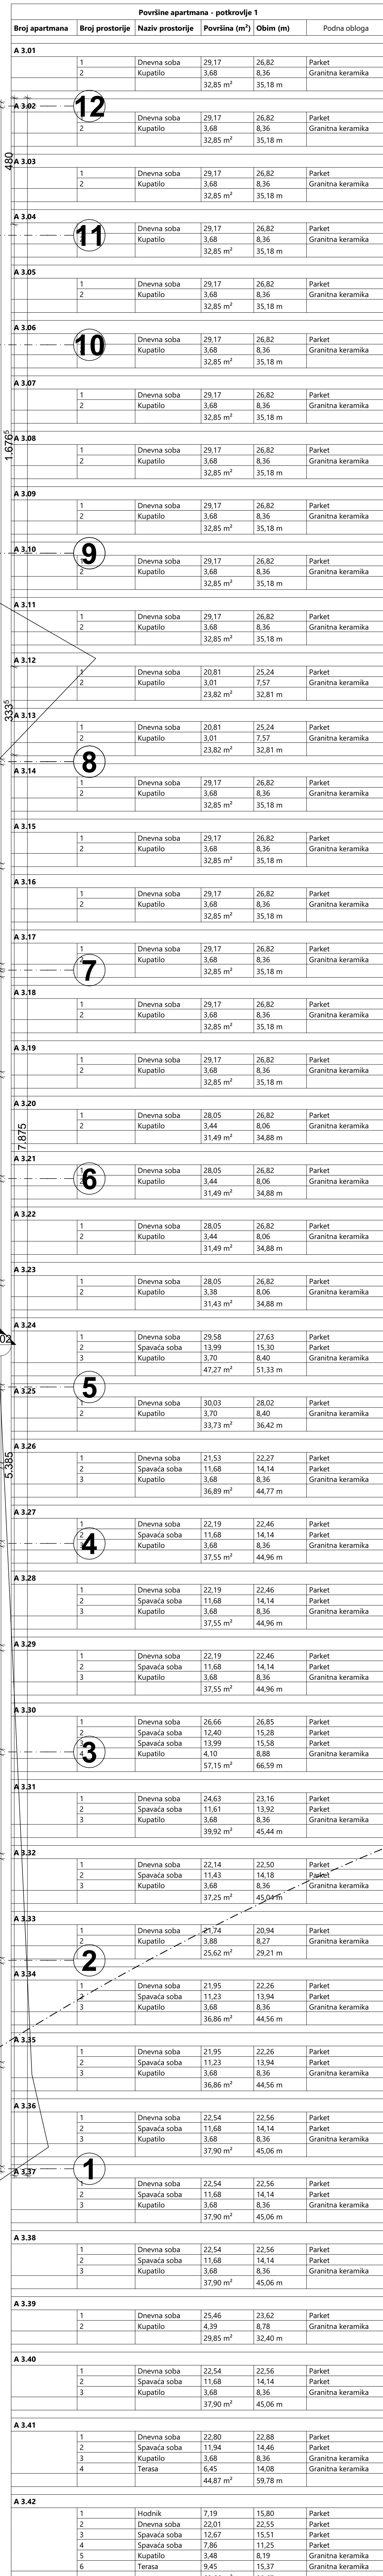 Površine apartmana - potkrovlje 1
Broj apartmana Broj prostorije Naziv prostorije Površina (m²) Obim (m) Podna obloga
A 3.01
1 Dnevna soba 29,17 26,82 Parket
2 Kupatilo 3,68 8,36 Granitna keramika
32,85 m² 35,18 m
A 3.02
12
Dnevna soba 29,17 26,82 Parket
2 Kupatilo 3,68 8,36 Granitna keramika
32,85 m² 35,18 m
480
A 3.03
1 Dnevna soba 29,17 26,82 Parket
2 Kupatilo 3,68 8,36 Granitna keramika
32,85 m² 35,18 m
A 3.04
11
Dnevna soba 29,17 26,82 Parket
Kupatilo 3,68 8,36 Granitna keramika
32,85 m² 35,18 m
A 3.05
1 Dnevna soba 29,17 26,82 Parket
2 Kupatilo 3,68 8,36 Granitna keramika
32,85 m² 35,18 m
A 3.06
10
Dnevna soba 29,17 26,82 Parket
Kupatilo 3,68 8,36 Granitna keramika
32,85 m² 35,18 m
A 3.07
1 Dnevna soba 29,17 26,82 Parket
2 Kupatilo 3,68 8,36 Granitna keramika
32,85 m² 35,18 m
A 3.08
1.676⁵
1 Dnevna soba 29,17 26,82 Parket
2 Kupatilo 3,68 8,36 Granitna keramika
32,85 m² 35,18 m
A 3.09
1 Dnevna soba 29,17 26,82 Parket
2 Kupatilo 3,68 8,36 Granitna keramika
32,85 m² 35,18 m
A 3.10
9
Dnevna soba 29,17 26,82 Parket
2 Kupatilo 3,68 8,36 Granitna keramika
32,85 m² 35,18 m
A 3.11
1 Dnevna soba 29,17 26,82 Parket
2 Kupatilo 3,68 8,36 Granitna keramika
32,85 m² 35,18 m
A 3.12
1 Dnevna soba 20,81 25,24 Parket
2 Kupatilo 3,01 7,57 Granitna keramika
23,82 m² 32,81 m
333⁵
A 3.13
1 Dnevna soba 20,81 25,24 Parket
2 Kupatilo 3,01 7,57 Granitna keramika
23,82 m² 32,81 m
8
A 3.14
1 Dnevna soba 29,17 26,82 Parket
2 Kupatilo 3,68 8,36 Granitna keramika
32,85 m² 35,18 m
A 3.15
1 Dnevna soba 29,17 26,82 Parket
2 Kupatilo 3,68 8,36 Granitna keramika
32,85 m² 35,18 m
A 3.16
1 Dnevna soba 29,17 26,82 Parket
2 Kupatilo 3,68 8,36 Granitna keramika
32,85 m² 35,18 m
A 3.17
1 Dnevna soba 29,17 26,82 Parket
Kupatilo 3,68 8,36 Granitna keramika
7
32,85 m² 35,18 m
A 3.18
1 Dnevna soba 29,17 26,82 Parket
2 Kupatilo 3,68 8,36 Granitna keramika
32,85 m² 35,18 m
A 3.19
1 Dnevna soba 29,17 26,82 Parket
2 Kupatilo 3,68 8,36 Granitna keramika
32,85 m² 35,18 m
A 3.20
1 Dnevna soba 28,05 26,82 Parket
2 Kupatilo 3,44 8,06 Granitna keramika
31,49 m² 34,88 m
7.875
A 3.21
Dnevna soba 28,05 26,82 Parket
6
Kupatilo 3,44 8,06 Granitna keramika
31,49 m² 34,88 m
A 3.22
1 Dnevna soba 28,05 26,82 Parket
2 Kupatilo 3,44 8,06 Granitna keramika
31,49 m² 34,88 m
A 3.23
1 Dnevna soba 28,05 26,82 Parket
2 Kupatilo 3,38 8,06 Granitna keramika
31,43 m² 34,88 m
A 3.24
02
1 Dnevna soba 29,58 27,63 Parket
2 Spavaća soba 13,99 15,30 Parket
3 Kupatilo 3,70 8,40 Granitna keramika
47,27 m² 51,33 m
5
A 3.25
1 Dnevna soba 30,03 28,02 Parket
2 Kupatilo 3,70 8,40 Granitna keramika
33,73 m² 36,42 m
A 3.26
5.385
1 Dnevna soba 21,53 22,27 Parket
2 Spavaća soba 11,68 14,14 Parket
3 Kupatilo 3,68 8,36 Granitna keramika
36,89 m² 44,77 m
A 3.27
1 Dnevna soba 22,19 22,46 Parket
2 Spavaća soba 11,68 14,14 Parket
4
Kupatilo 3,68 8,36 Granitna keramika
37,55 m² 44,96 m
A 3.28
1 Dnevna soba 22,19 22,46 Parket
2 Spavaća soba 11,68 14,14 Parket
3 Kupatilo 3,68 8,36 Granitna keramika
37,55 m² 44,96 m
A 3.29
1 Dnevna soba 22,19 22,46 Parket
2 Spavaća soba 11,68 14,14 Parket
3 Kupatilo 3,68 8,36 Granitna keramika
37,55 m² 44,96 m
A 3.30
1 Dnevna soba 26,66 26,85 Parket
2 Spavaća soba 12,40 15,28 Parket
3 Spavaća soba 13,99 15,58 Parket
3
4 Kupatilo 4,10 8,88 Granitna keramika
57,15 m² 66,59 m
A 3.31
1 Dnevna soba 24,63 23,16 Parket
2 Spavaća soba 11,61 13,92 Parket
3 Kupatilo 3,68 8,36 Granitna keramika
39,92 m² 45,44 m
A 3.32
1 Dnevna soba 22,14 22,50 Parket
2 Spavaća soba 11,43 14,18 Parket
3 Kupatilo 3,68 8,36 Granitna keramika
37,25 m² 45,04 m
A 3.33
1 Dnevna soba 21,74 20,94 Parket
2 Kupatilo 3,88 8,27 Granitna keramika
25,62 m² 29,21 m
2
A 3.34
1 Dnevna soba 21,95 22,26 Parket
2 Spavaća soba 11,23 13,94 Parket
3 Kupatilo 3,68 8,36 Granitna keramika
36,86 m² 44,56 m
A 3.35
1 Dnevna soba 21,95 22,26 Parket
2 Spavaća soba 11,23 13,94 Parket
3 Kupatilo 3,68 8,36 Granitna keramika
36,86 m² 44,56 m
A 3.36
1 Dnevna soba 22,54 22,56 Parket
2 Spavaća soba 11,68 14,14 Parket
3 Kupatilo 3,68 8,36 Granitna keramika
37,90 m² 45,06 m
A 3.37
1
1 Dnevna soba 22,54 22,56 Parket
2 Spavaća soba 11,68 14,14 Parket
3 Kupatilo 3,68 8,36 Granitna keramika
37,90 m² 45,06 m
A 3.38
1 Dnevna soba 22,54 22,56 Parket
2 Spavaća soba 11,68 14,14 Parket
3 Kupatilo 3,68 8,36 Granitna keramika
37,90 m² 45,06 m
A 3.39
1 Dnevna soba 25,46 23,62 Parket
2 Kupatilo 4,39 8,78 Granitna keramika
29,85 m² 32,40 m
A 3.40
1 Dnevna soba 22,54 22,56 Parket
2 Spavaća soba 11,68 14,14 Parket
3 Kupatilo 3,68 8,36 Granitna keramika
37,90 m² 45,06 m
A 3.41
1 Dnevna soba 22,80 22,88 Parket
2 Spavaća soba 11,94 14,46 Parket
3 Kupatilo 3,68 8,36 Granitna keramika
4 Terasa 6,45 14,08 Granitna keramika
44,87 m² 59,78 m
A 3.42
1 Hodnik 7,19 15,80 Parket
2 Dnevna soba 22,01 22,55 Parket
3 Spavaća soba 12,67 15,51 Parket
4 Spavaća soba 7,86 11,25 Parket
5 Kupatilo 3,48 8,19 Granitna keramika
6 Terasa 9,45 15,37 Granitna keramika